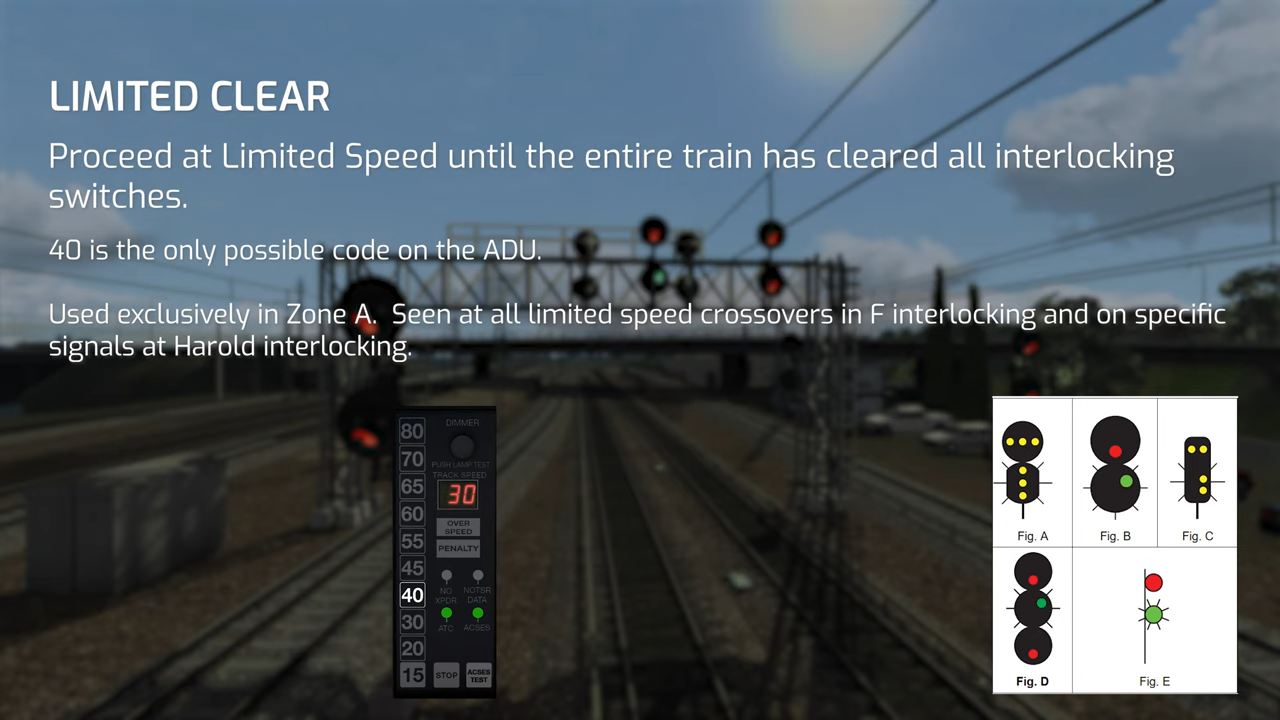 LIMITED CLEAR
Proceed at Limited Speed until the entire train has cleared all interlocking
switches.
40 is the only possible code on the ADU.
Used exclusively in Zone A.  Seen at all limited speed crossovers in F interlocking and on specific
signals at Harold interlocking.
80
70
65
60
55
45
40
30
20
15
DIMMER
PUSH LAMP TEST
TRACK SPEED
30
OVER
SPEED
PENALTY
NO
XPDR
NOTSR
DATA
ATC
ACSES
STOP
ACSES
TEST
Fig. A
Fig. B
Fig. C
Fig. D
Fig. E